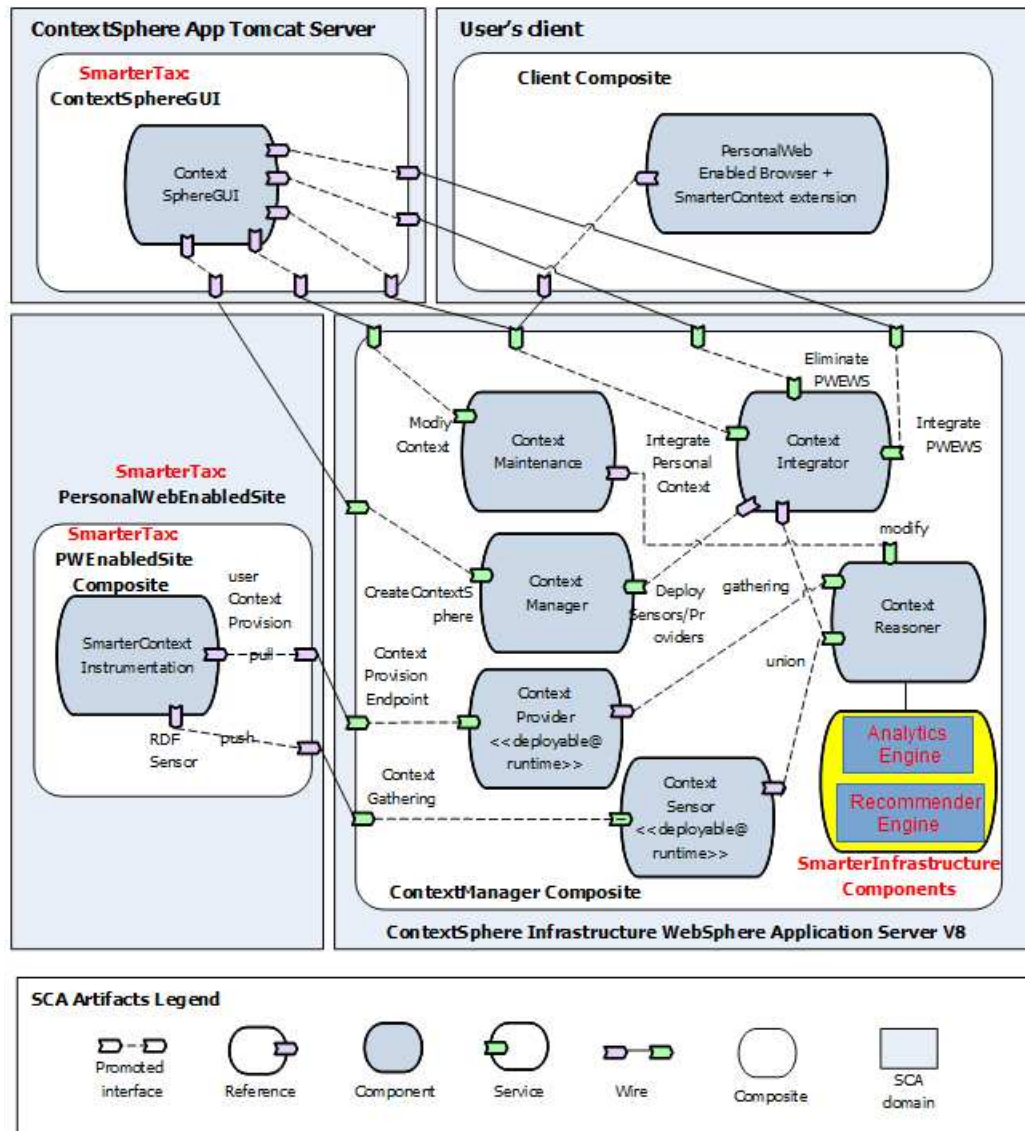 ContextSphere App Tomcat Server
SmarterTax:
ContextSphereGUI
Context
SphereGUI
User's client
Client Composite
PersonalWeb
Enabled Browser +
SmarterContext extension
SmarterTax:
PersonalWebEnabledSite
SmarterTax:
PWEnabledSite
Composite
user
Context
Provision
SmarterContext
Instrumentation
pull
RDF
Sensor
push
Modiy
Context
Context
Maintenance
Integrate
Personal
Context
Eliminate
PWEWS
Context
Integrator
Integrate
PWEWS
modify
CreateContextS
phere
Context
Manager
Deploy
Sensors/Pr
oviders
gathering
Context
Reasoner
union
Context
Provision
Endpoint
Context
Provider
<<deployable@
runtime>>
Context
Gathering
Context
Sensor
<<deployable@
runtime>>
Analytics
Engine
Recommender
Engine
SmarterInfrastructure
Components
ContextManager Composite
ContextSphere Infrastructure WebSphere Application Server V8
SCA Artifacts Legend
Promoted
interface
Reference
Component
Service
Wire
Composite
SCA
domain